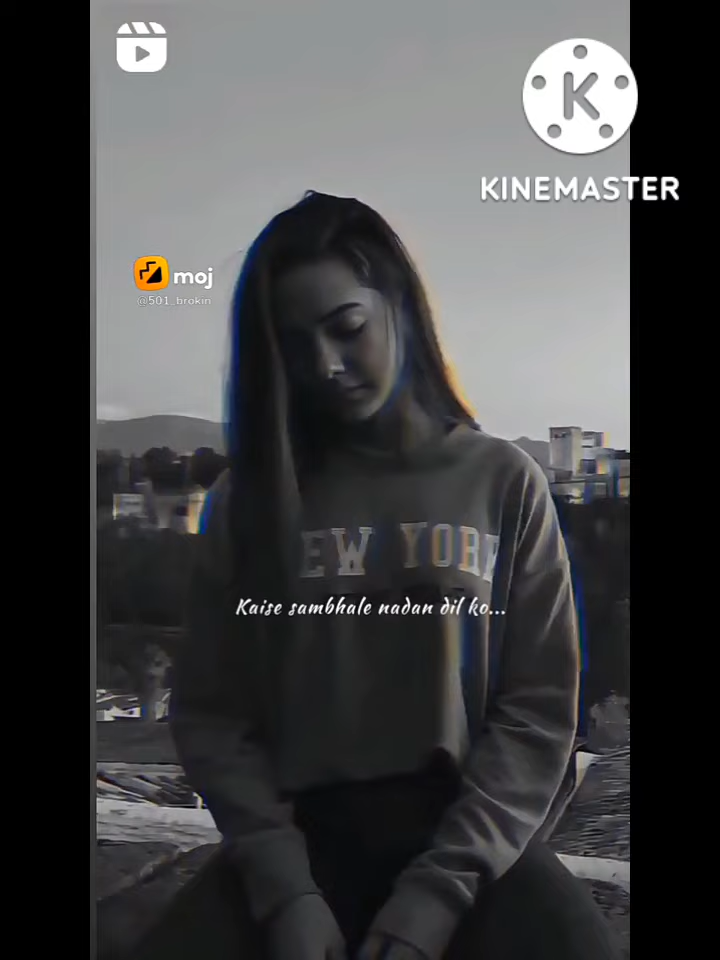 KINEMASTER
moj
@501_brokin
EW YORK
Kaise sambhale nadan dil ko...